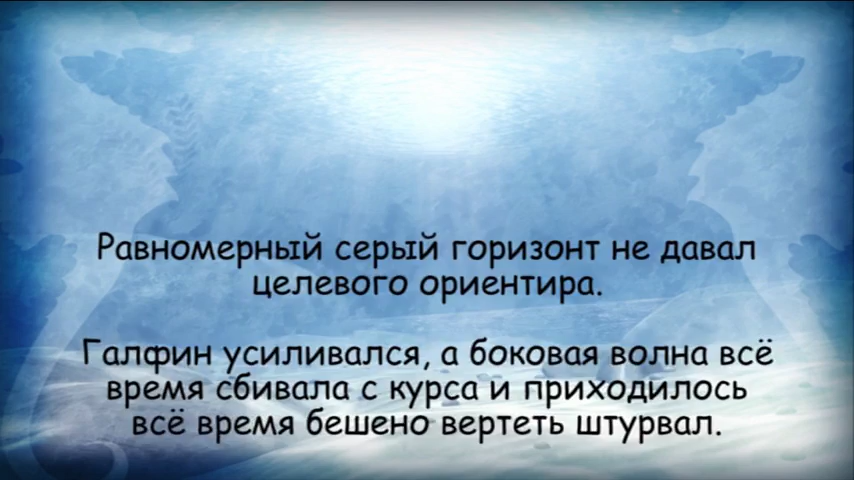 Равномерный серый горизонт не давал
целевого ориентира.
Галфин усиливался, а боковая волна всё
время сбивала с курса и приходилось
всё время бешено вертеть штурвал.